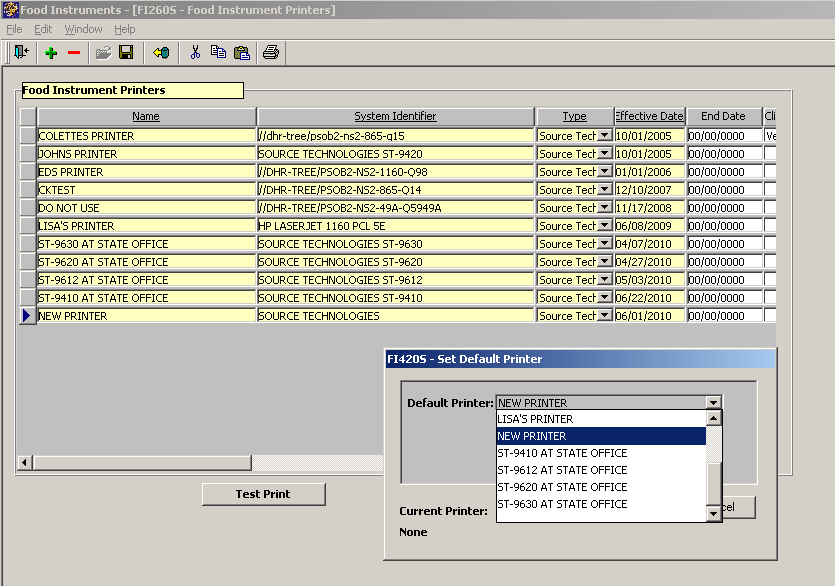 Food Instruments - [FI260S - Food Instrument Printers]
File Edit Window Help
Food Instrument Printers
Name System Identifier Type Effective Date End Date Cli
COLETTES PRINTER //dhr-tree/psob2-ns2-865-q15 Source Tech 10/01/2005 00/00/0000 Ve
JOHNS PRINTER SOURCE TECHNOLOGIES ST-9420 Source Tech 10/01/2005 00/00/0000
EDS PRINTER //DHR-TREE/PSOB2-NS2-1160-Q98 Source Tech 01/01/2006 00/00/0000
CKTEST //DHR-TREE/PSOB2-NS2-865-Q14 Source Tech 12/10/2007 00/00/0000
DO NOT USE //DHR-TREE/PSOB2-NS2-49A-Q5949A Source Tech 11/17/2008 00/00/0000
LISA'S PRINTER HP LASERJET 1160 PCL 5E Source Tech 06/08/2009 00/00/0000
ST-9630 AT STATE OFFICE SOURCE TECHNOLOGIES ST-9630 Source Tech 04/07/2010 00/00/0000
ST-9620 AT STATE OFFICE SOURCE TECHNOLOGIES ST-9620 Source Tech 04/27/2010 00/00/0000
ST-9612 AT STATE OFFICE SOURCE TECHNOLOGIES ST-9612 Source Tech 05/03/2010 00/00/0000
ST-9410 AT STATE OFFICE SOURCE TECHNOLOGIES ST-9410 Source Tech 06/22/2010 00/00/0000
NEW PRINTER SOURCE TECHNOLOGIES Source Tech 06/01/2010 00/00/0000
FI420S - Set Default Printer
Default Printer: NEW PRINTER
LISA'S PRINTER
NEW PRINTER
ST-9410 AT STATE OFFICE
ST-9612 AT STATE OFFICE
ST-9620 AT STATE OFFICE
ST-9630 AT STATE OFFICE
Test Print
Current Printer: cel
None